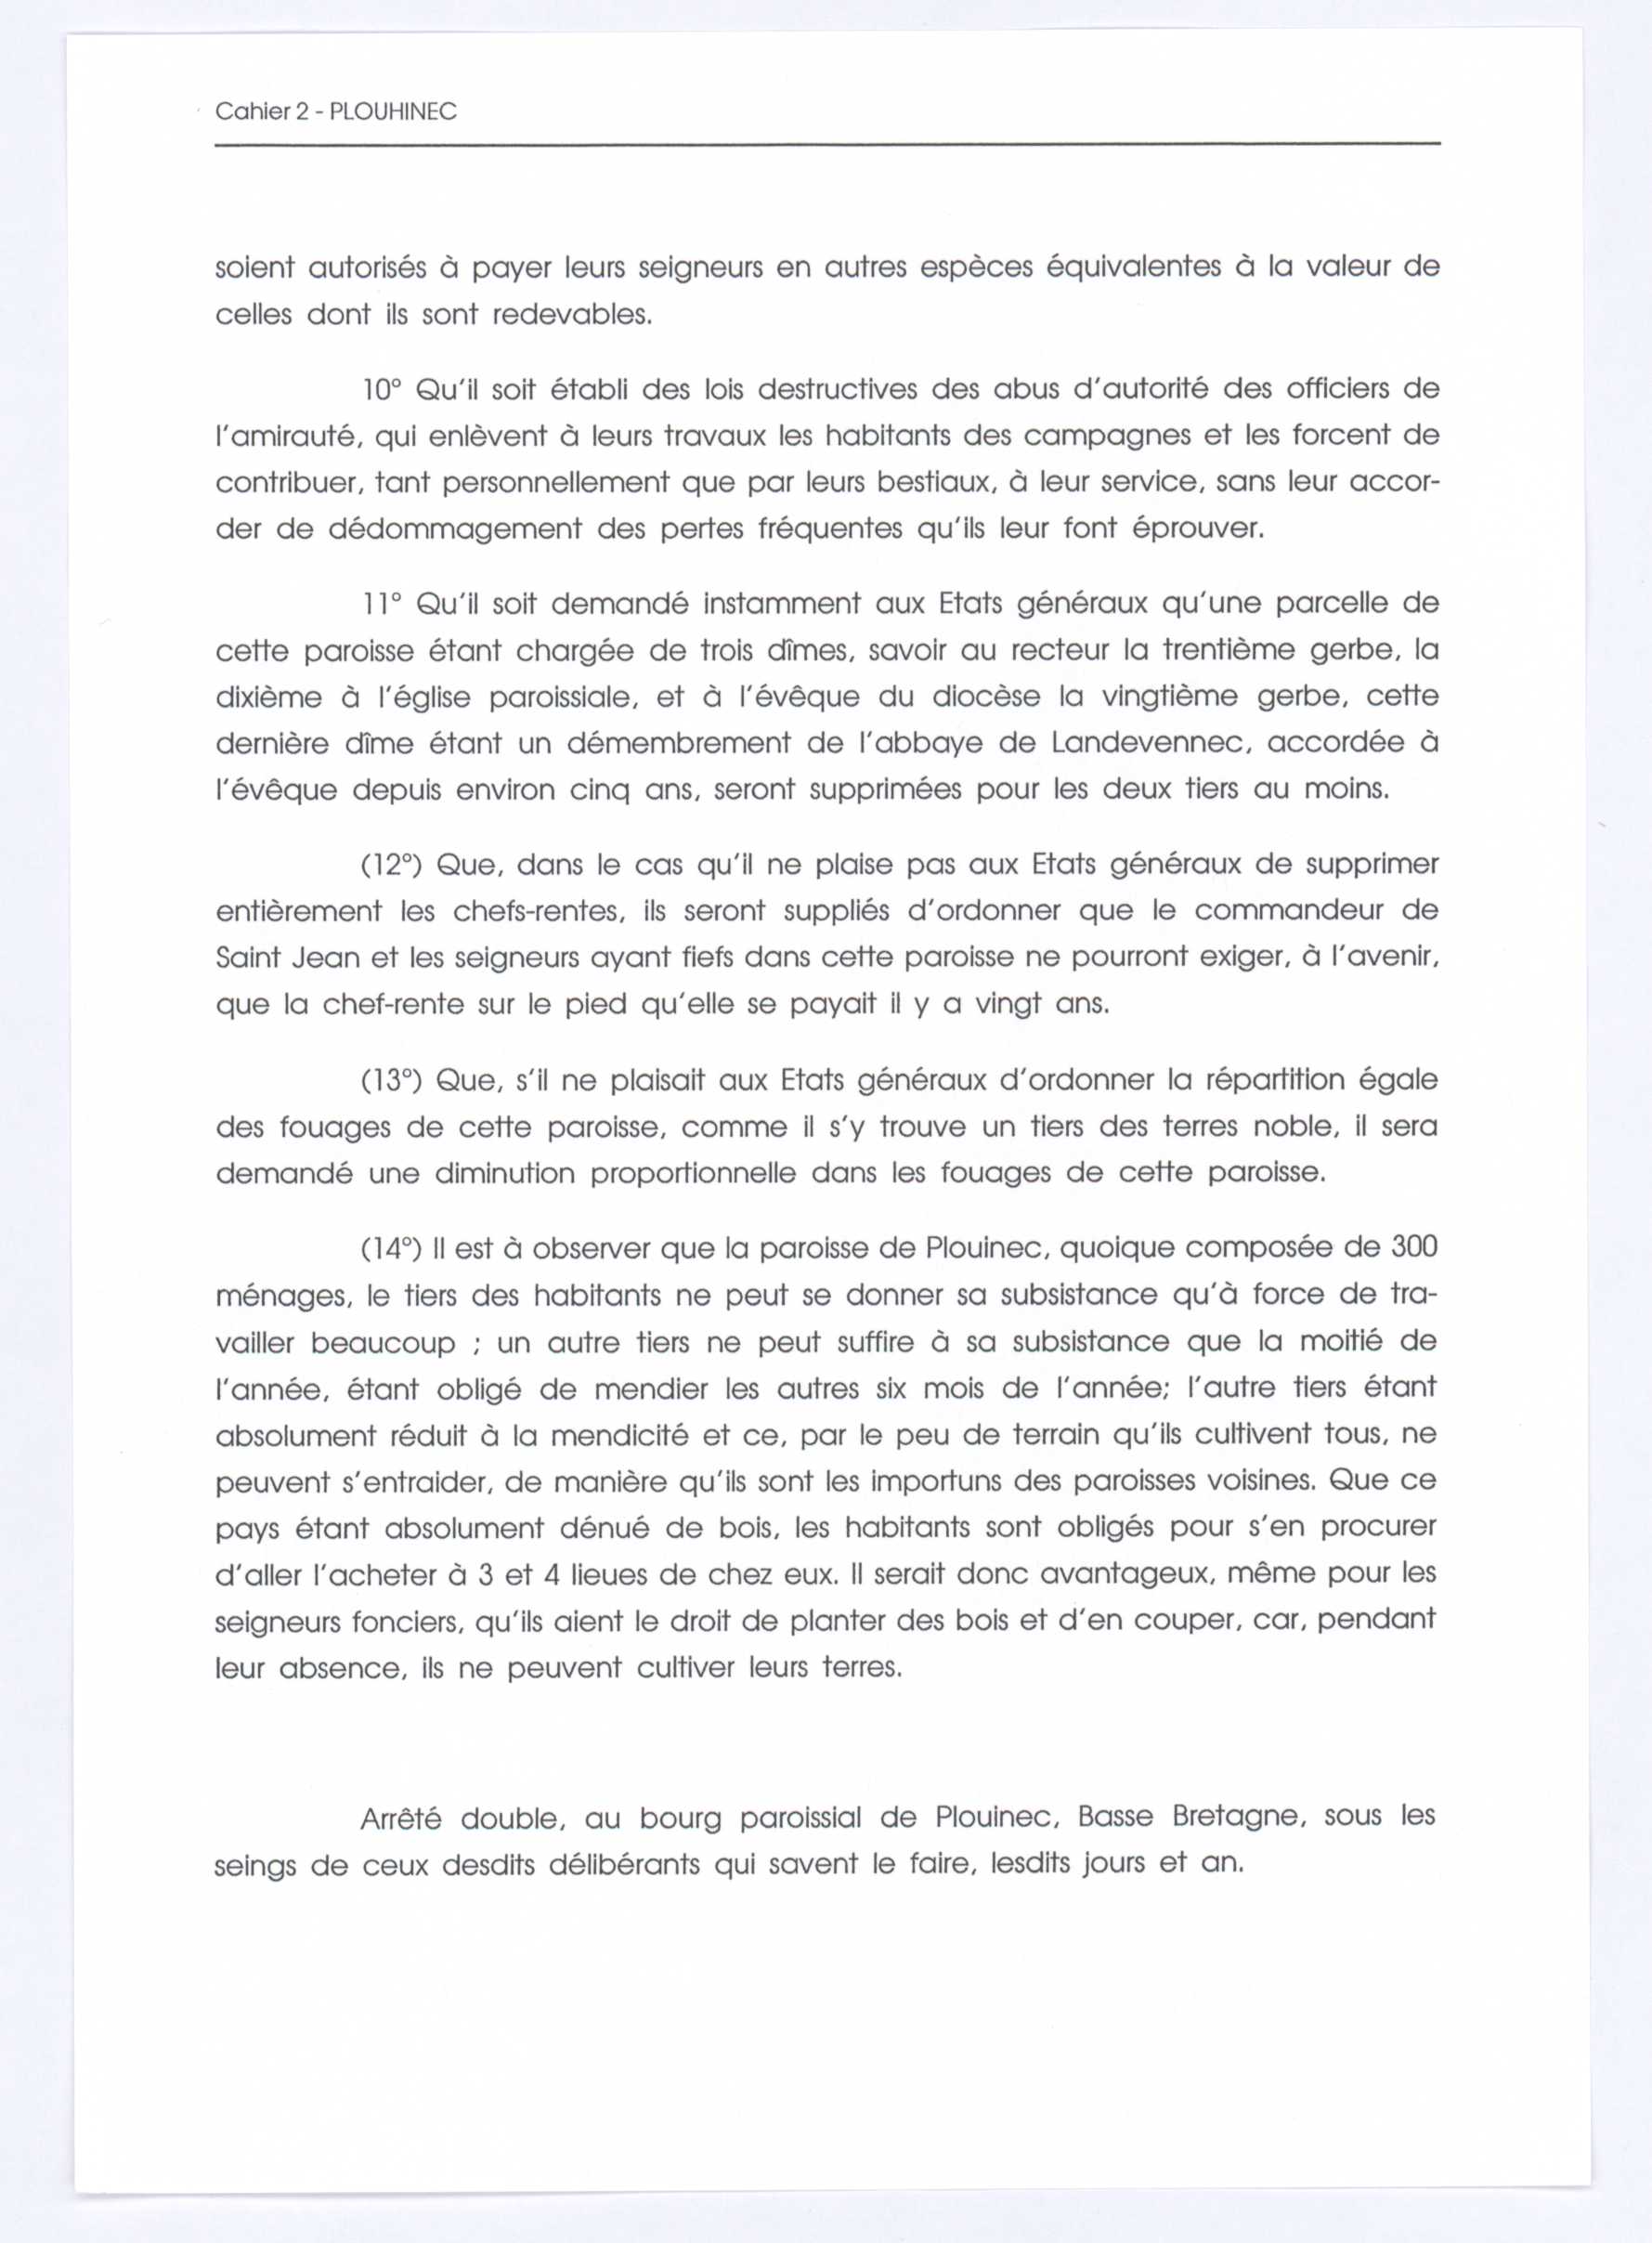 Cahier 2 - PLOUHINEC
soient autorisés à payer leurs seigneurs en autres espèces équivalentes à la valeur de
celles dont ils sont redevables.
10° Qu'il soit établi des lois destructives des abus d'autorité des officiers de
l'amirauté, qui enlèvent à leurs travaux les habitants des campagnes et les forcent de
contribuer, tant personnellement que par leurs bestiaux, à leur service, sans leur accor-
der de dédommagement des pertes fréquentes qu'ils leur font éprouver.
11° Qu'il soit demandé instamment aux Etats généraux qu'une parcelle de
cette paroisse étant chargée de trois dîmes, savoir au recteur la trentième gerbe, la
dixième à l'église paroissiale, et à l'évêque du diocèse la vingtième gerbe, cette
dernière dîme étant un démembrement de l'abbaye de Landevennec, accordée à
l'évêque depuis environ cinq ans, seront supprimées pour les deux tiers au moins.
(12°) Que, dans le cas qu'il ne plaise pas aux Etats généraux de supprimer
entièrement les chefs-rentes, ils seront suppliés d'ordonner que le commandeur de
Saint Jean et les seigneurs ayant fiefs dans cette paroisse ne pourront exiger, à l'avenir,
que la chef-rente sur le pied qu'elle se payait il y a vingt ans.
(13°) Que, s'il ne plaisait aux Etats généraux d'ordonner la répartition égale
des fouages de cette paroisse, comme il s'y trouve un tiers des terres noble, il sera
demandé une diminution proportionnelle dans les fouages de cette paroisse.
(14°) Il est à observer que la paroisse de Plouinec, quoique composée de 300
ménages, le tiers des habitants ne peut se donner sa subsistance qu'à force de tra-
vailler beaucoup ; un autre tiers ne peut suffire à sa subsistance que la moitié de
l'année, étant obligé de mendier les autres six mois de l'année; l'autre tiers étant
absolument réduit à la mendicité et ce, par le peu de terrain qu'ils cultivent tous, ne
peuvent s'entraider, de manière qu'ils sont les importuns des paroisses voisines. Que ce
pays étant absolument dénué de bois, les habitants sont obligés pour s'en procurer
d'aller l'acheter à 3 et 4 lieues de chez eux. Il serait donc avantageux, même pour les
seigneurs fonciers, qu'ils aient le droit de planter des bois et d'en couper, car, pendant
leur absence, ils ne peuvent cultiver leurs terres.
Arrêté double, au bourg paroissial de Plouinec, Basse Bretagne, sous les
seings de ceux desdits délibérants qui savent le faire, lesdits jours et an.